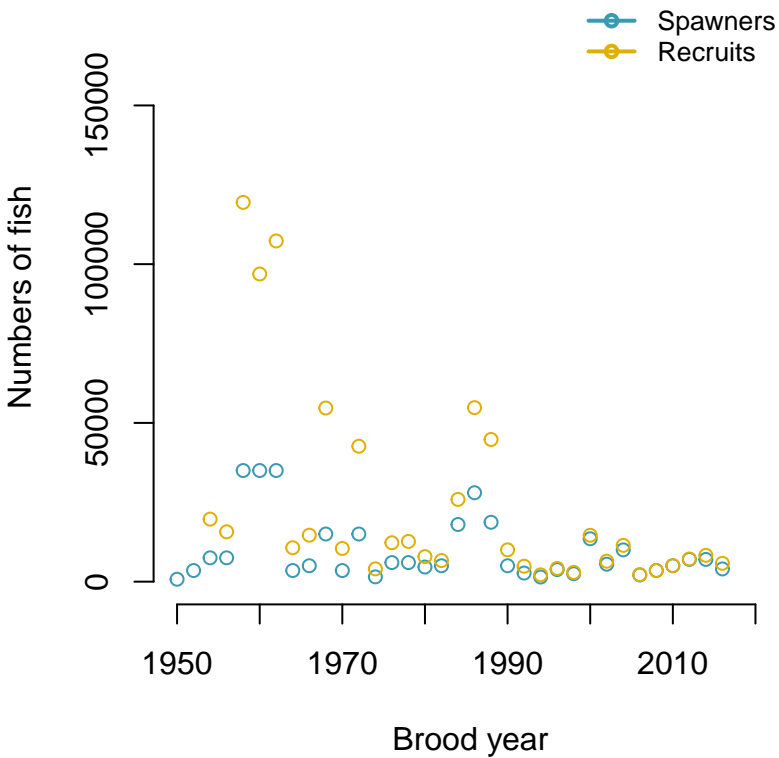 Spawners
Recruits
150000
100000
50000
0
Numbers of fish
1950 1970 1990 2010
Brood year